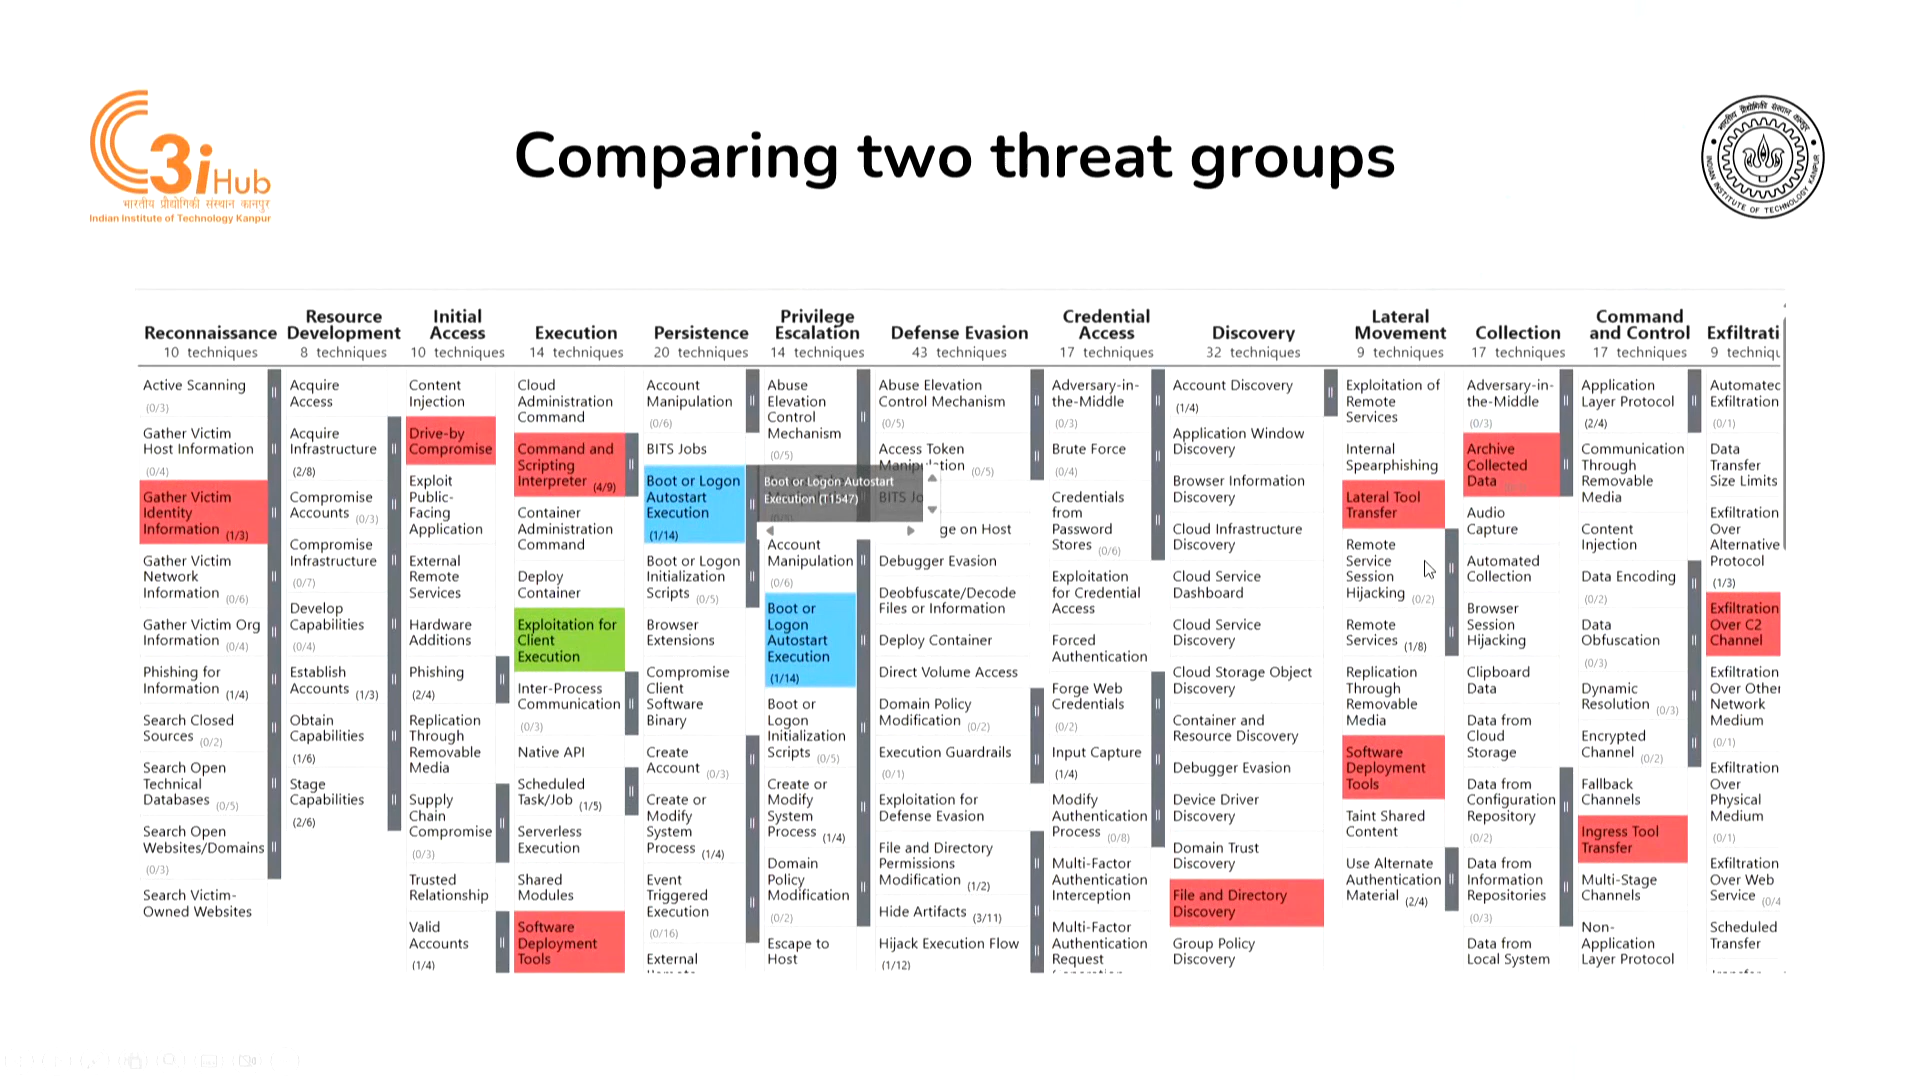 3i Hub
भारतीय प्रौद्योगिकी संस्थान कानपुर
Indian Institute of Technology Kanpur
Comparing two threat groups
INDIAN INSTITUTE OF TECHNOLOGY KANPUR
Reconnaissance
10 techniques
Active Scanning
(0/3)
Gather Victim
Host Information
(0/4)
Gather Victim
Identity
Information (1/3)
Gather Victim
Network
Information (0/6)
Gather Victim Org
Information (0/4)
Phishing for
Information (1/4)
Search Closed
Sources (0/2)
Search Open
Technical
Databases (0/5)
Search Open
Websites/Domains
(0/3)
Search Victim-
Owned Websites
Resource
Development
8 techniques
Acquire
Access
Acquire
Infrastructure
(2/8)
Compromise
Accounts (0/3)
Compromise
Infrastructure
(0/7)
Develop
Capabilities
(0/4)
Establish
Accounts (1/3)
Obtain
Capabilities
(1/6)
Stage
Capabilities
(2/6)
Initial
Access
10 techniques
Content
Injection
Drive-by
Compromise
Exploit
Public-
Facing
Application
External
Remote
Services
Hardware
Additions
Phishing
(2/4)
Replication
Through
Removable
Media
Supply
Chain
Compromise
(0/3)
Trusted
Relationship
Valid
Accounts
(1/4)
Execution
14 techniques
Cloud
Administration
Command
Command and
Scripting
Interpreter (4/9)
Container
Administration
Command
Deploy
Container
Exploitation for
Client
Execution
Inter-Process
Communication
(0/3)
Native API
Scheduled
Task/Job (1/5)
Serverless
Execution
Shared
Modules
Software
Deployment
Tools
Persistence
20 techniques
Account
Manipulation
(0/6)
BITS Jobs
Boot or Logon
Autostart
Execution
(1/14)
Boot or Logon
Initialization
Scripts (0/5)
Browser
Extensions
Compromise
Client
Software
Binary
Create
Account (0/3)
Create or
Modify
System
Process (1/4)
Event
Triggered
Execution
(0/16)
External
Privilege
Escalation
14 techniques
Abuse
Elevation
Control
Mechanism
(0/5)
Boot or Logon Autostart
Execution (T1547)
Account
Manipulation
(0/6)
Boot or
Logon
Autostart
Execution
(1/14)
Boot or
Logon
Initialization
Scripts (0/5)
Create or
Modify
System
Process (1/4)
Domain
Policy
Modification
(0/2)
Escape to
Host
Defense Evasion
43 techniques
Abuse Elevation
Control Mechanism
(0/5)
Access Token
Manipulation (0/5)
BITS Jo
ge on Host
Debugger Evasion
Deobfuscate/Decode
Files or Information
Deploy Container
Direct Volume Access
Domain Policy
Modification (0/2)
Execution Guardrails
(0/1)
Exploitation for
Defense Evasion
File and Directory
Permissions
Modification (1/2)
Hide Artifacts (3/11)
Hijack Execution Flow
(1/12)
Credential
Access
17 techniques
Adversary-in-
the-Middle
(0/3)
Brute Force
(0/4)
Credentials
from
Password
Stores (0/6)
Exploitation
for Credential
Access
Forced
Authentication
Forge Web
Credentials
(0/2)
Input Capture
(1/4)
Modify
Authentication
Process (0/8)
Multi-Factor
Authentication
Interception
Multi-Factor
Authentication
Request
Discovery
32 techniques
Account Discovery
(1/4)
Application Window
Discovery
Browser Information
Discovery
Cloud Infrastructure
Discovery
Cloud Service
Dashboard
Cloud Service
Discovery
Cloud Storage Object
Discovery
Container and
Resource Discovery
Debugger Evasion
Device Driver
Discovery
Domain Trust
Discovery
File and Directory
Discovery
Group Policy
Discovery
Lateral
Movement
9 techniques
Exploitation of
Remote
Services
Internal
Spearphishing
Lateral Tool
Transfer
Remote
Service
Session
Hijacking (0/2)
Remote
Services (1/8)
Replication
Through
Removable
Media
Software
Deployment
Tools
Taint Shared
Content
Use Alternate
Authentication
Material (2/4)
Collection
17 techniques
Adversary-in-
the-Middle
(0/3)
Archive
Collected
Data
Audio
Capture
Automated
Collection
Browser
Session
Hijacking
Clipboard
Data
Data from
Cloud
Storage
Data from
Configuration
Repository
(0/2)
Data from
Information
Repositories
(0/3)
Data from
Local System
Command
and Control
17 techniques
Application
Layer Protocol
(2/4)
Communication
Through
Removable
Media
Content
Injection
Data Encoding
(0/2)
Data
Obfuscation
(0/3)
Dynamic
Resolution (0/3)
Encrypted
Channel (0/2)
Fallback
Channels
Ingress Tool
Transfer
Multi-Stage
Channels
Non-
Application
Layer Protocol
Exfiltrati
9 techniqu
Automatec
Exfiltration
(0/1)
Data
Transfer
Size Limits
Exfiltration
Over
Alternative
Protocol
(1/3)
Exfiltration
Over C2
Channel
Exfiltration
Over Other
Network
Medium
(0/1)
Exfiltration
Over
Physical
Medium
(0/1)
Exfiltration
Over Web
Service (0/4
Scheduled
Transfer